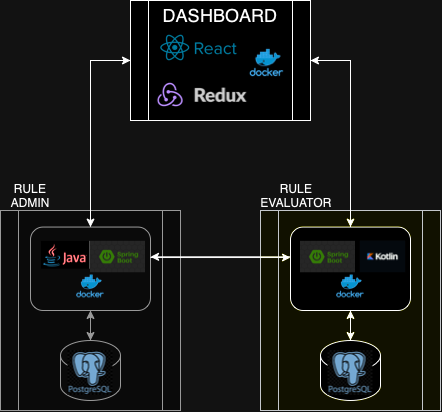 DASHBOARD
React
docker
Redux
RULE
ADMIN
RULE
EVALUATOR
Java
Spring
Boot
Spring
Boot
Kotlin
docker
docker
PostgreSQL
PostgreSQL